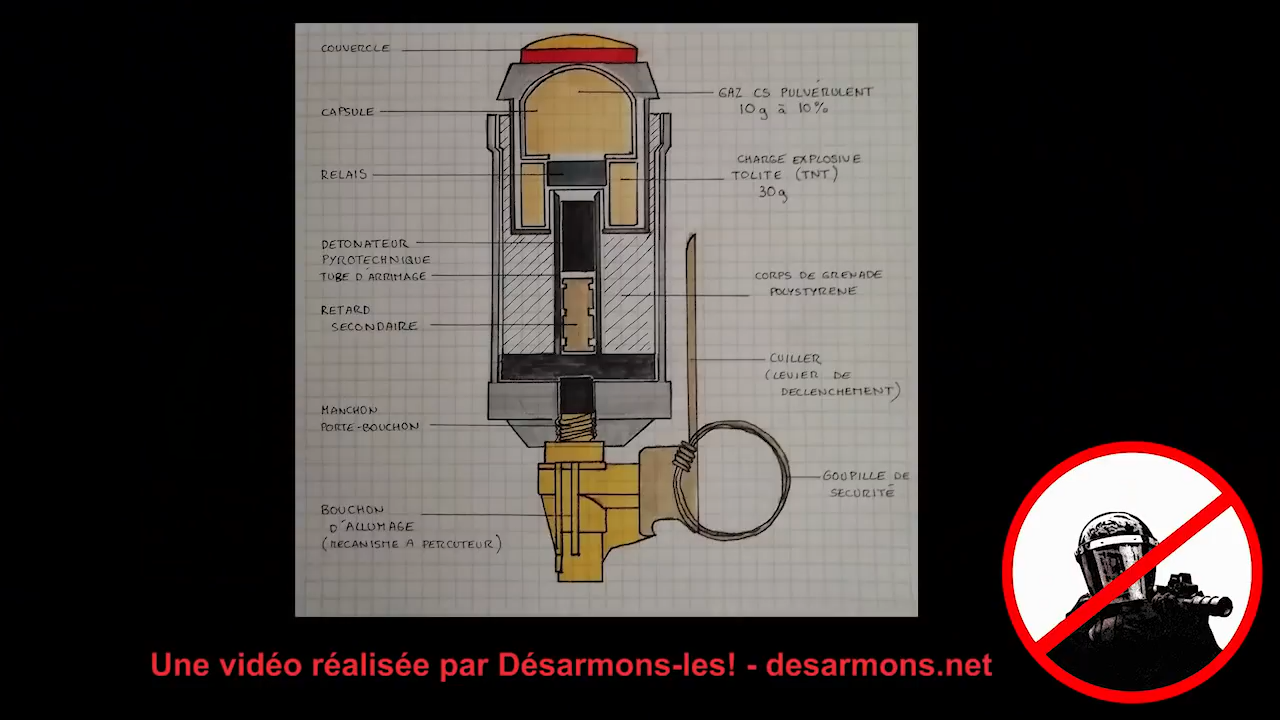 COUVERCLE
CAPSULE
RELAIS
DETONATEUR
PYROTECHNIQUE
TUBE D'ARRIMAGE
RETARD
SECONDAIRE
MANCHON
PORTE-BOUCHON
BOUCHON
D'ALLUMAGE
(MECANISME A PERCUTEUR)
GAZ CS PULVÉRULENT
10g à 10%
CHARGE EXPLOSIVE
TOLITE (TNT)
30g
CORPS DE GRENADE
POLYSTYRENE
CUILLER
(LEVIER DE
DECLENCHEMENT)
GOUPILLE DE
SECURITÉ
Une vidéo réalisée par Désarmons-les! - desarmons.net